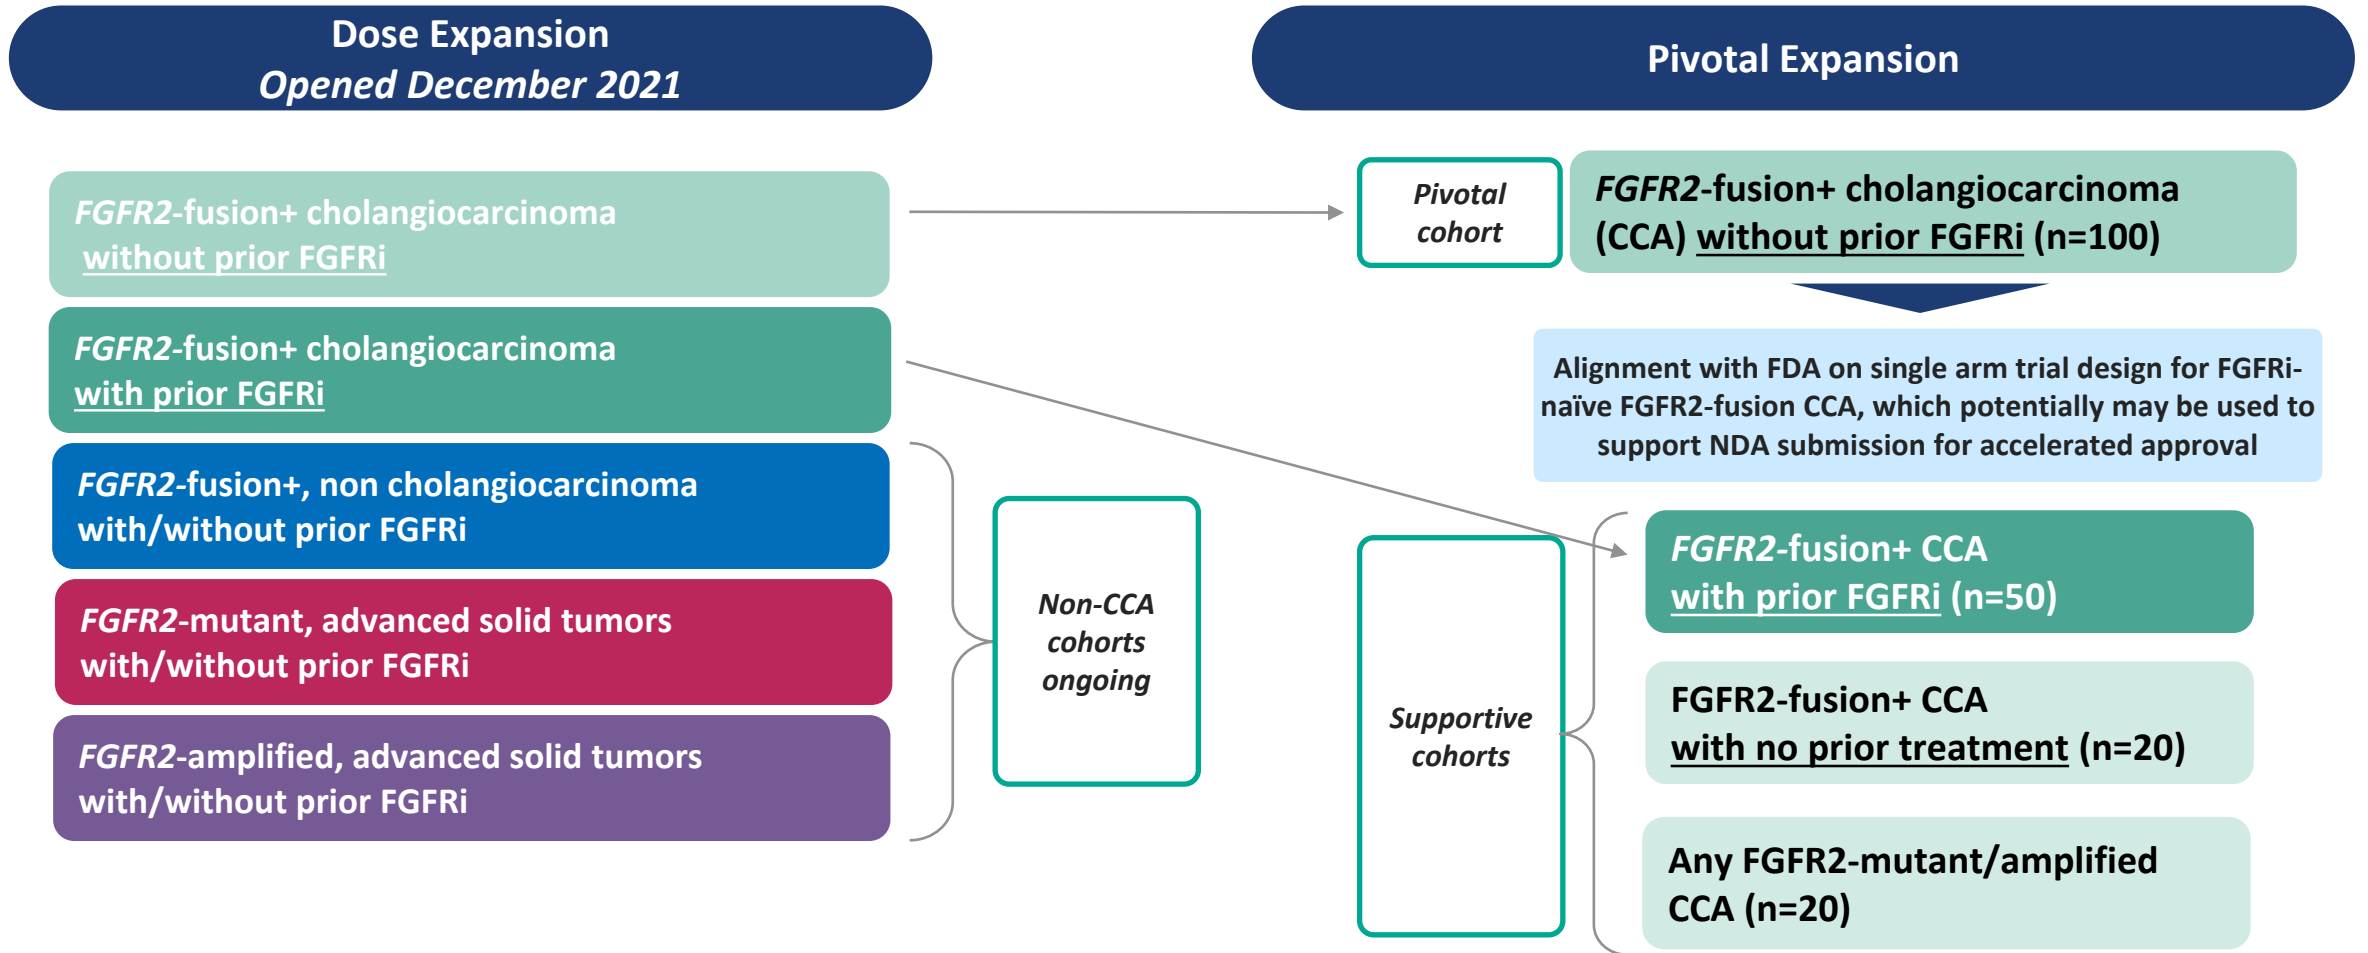 Dose Expansion
Opened December 2021
FGFR2-fusion+ cholangiocarcinoma
without prior FGFRi
FGFR2-fusion+ cholangiocarcinoma
with prior FGFRi
FGFR2-fusion+, non cholangiocarcinoma
with/without prior FGFRi
FGFR2-mutant, advanced solid tumors
with/without prior FGFRi
FGFR2-amplified, advanced solid tumors
with/without prior FGFRi
Non-CCA
cohorts
ongoing
Pivotal Expansion
Pivotal
cohort
FGFR2-fusion+ cholangiocarcinoma
(CCA) without prior FGFRi (n=100)
Alignment with FDA on single arm trial design for FGFRi-
naïve FGFR2-fusion CCA, which potentially may be used to
support NDA submission for accelerated approval
Supportive
cohorts
FGFR2-fusion+ CCA
with prior FGFRi (n=50)
FGFR2-fusion+ CCA
with no prior treatment (n=20)
Any FGFR2-mutant/amplified
CCA (n=20)